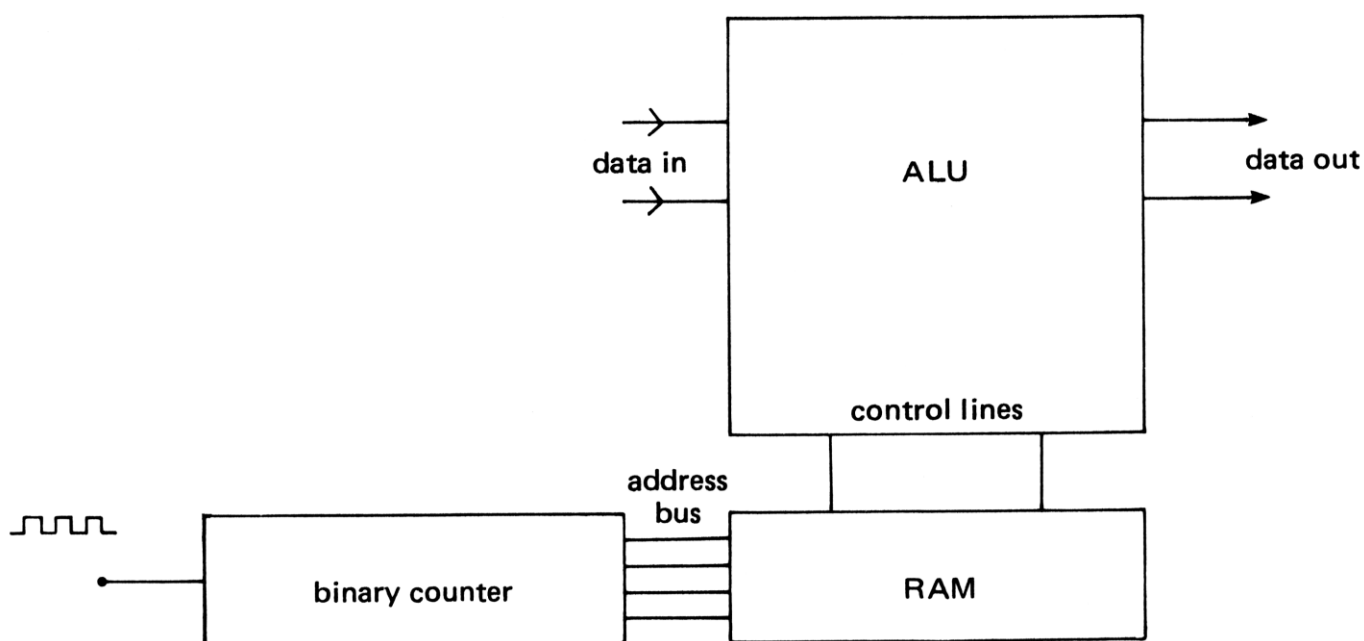 data in
ALU
data out
control lines
address
bus
binary counter
RAM